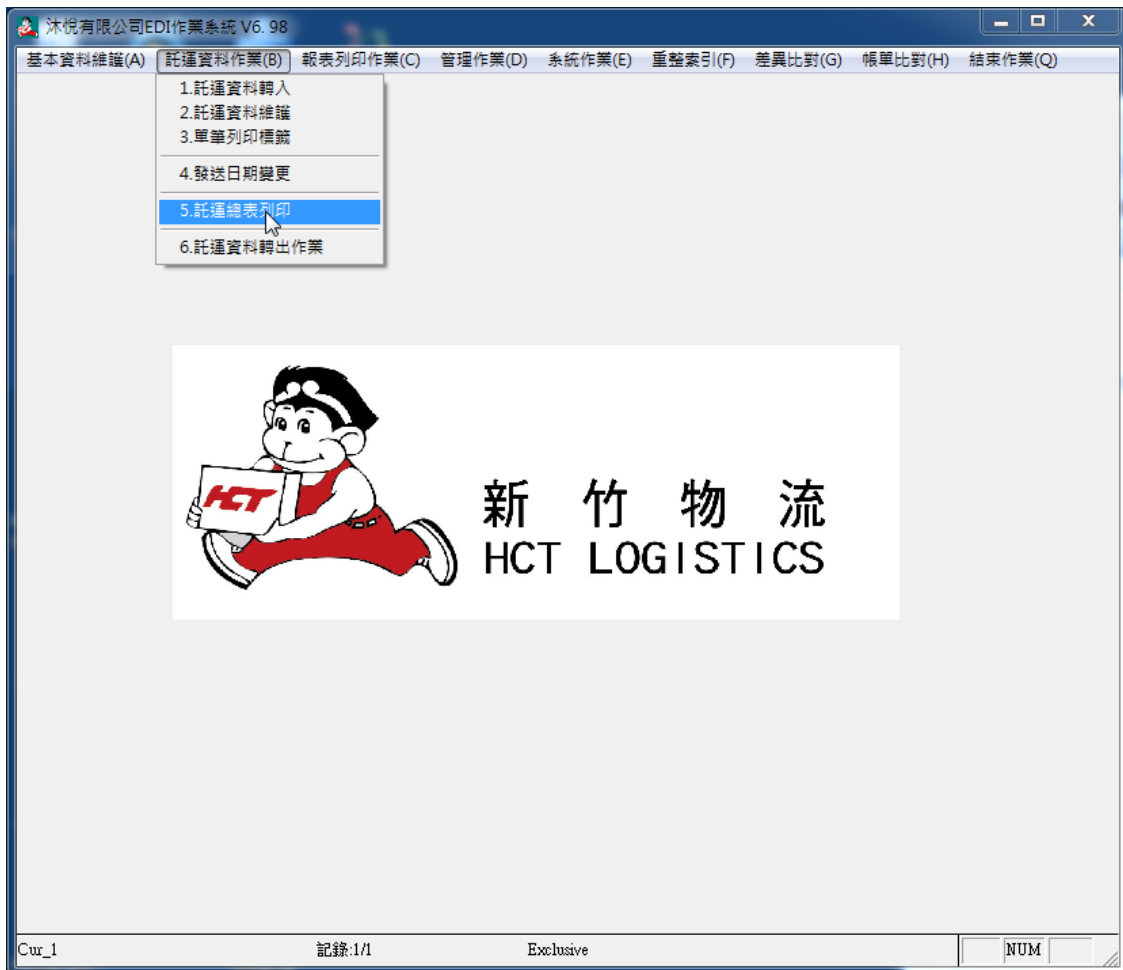 沐悅有限公司EDI作業系統 V6. 98
基本資料維護(A) 託運資料作業(B) 報表列印作業(C) 管理作業(D) 系統作業(E) 重整索引(F) 差異比對(G) 帳單比對(H) 結束作業(Q)
1.託運資料轉入
2.託運資料維護
3.單筆列印標籤
4.發送日期變更
5.託運總表列印
6.託運資料轉出作業
HCT
新竹物流
HCT LOGISTICS
Cur_1 記錄:1/1 Exclusive NUM